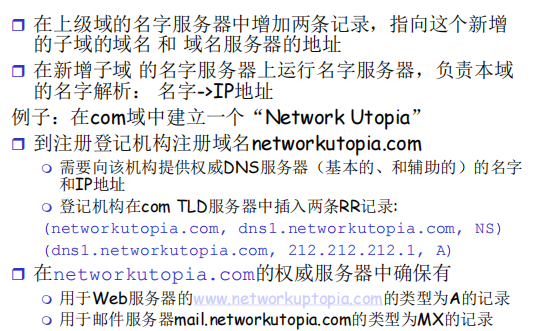 在上级域的名字服务器中增加两条记录，指向这个新增
的子域的域名 和 域名服务器的地址
在新增子域 的名字服务器上运行名字服务器，负责本域
的名字解析： 名字->IP地址
例子：在com域中建立一个“Network Utopia”
到注册登记机构注册域名networkutopia.com
需要向该机构提供权威DNS服务器（基本的、和辅助的）的名字
和IP地址
登记机构在com TLD服务器中插入两条RR记录:
(networkutopia.com, dns1.networkutopia.com, NS)
(dns1.networkutopia.com, 212.212.212.1, A)
在networkutopia.com的权威服务器中确保有
用于Web服务器的www.networkuptopia.com的类型为A的记录
用于邮件服务器mail.networkutopia.com的类型为MX的记录